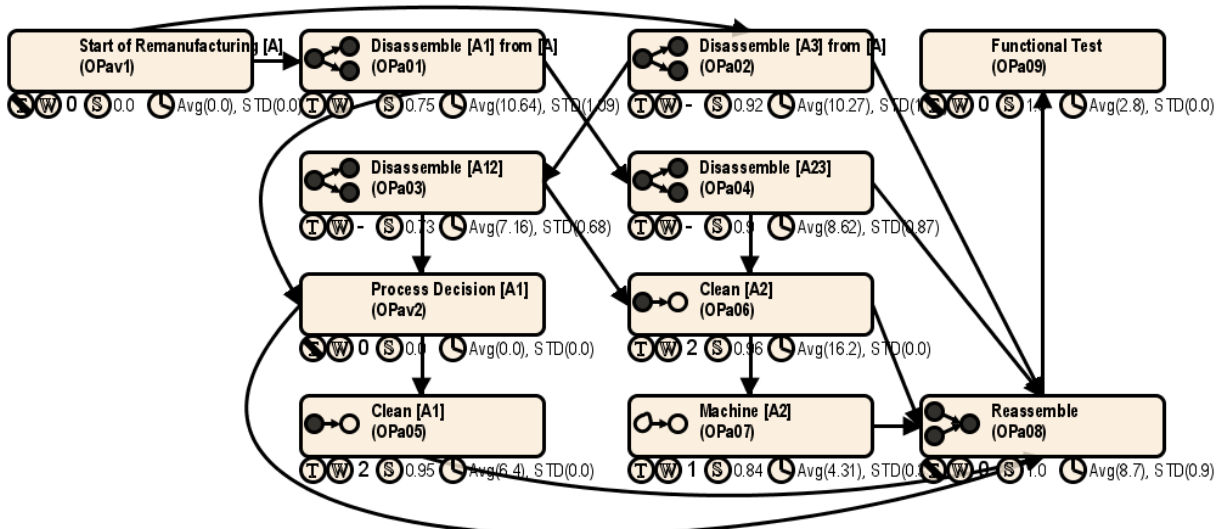 Start of Remanufacturing [A]
(OPav1)
T W 0 S 0.0 Avg(0.0), STD(0.0)
Disassemble [A1] from [A]
(OPa01)
T W - S 0.75 Avg(10.64), STD(1.09)
Disassemble [A3] from [A]
(OPa02)
T W - S 0.92 Avg(10.27),
Functional Test
(OPa09)
W 0 S Avg(2.8), STD(0.0)
Disassemble [A12]
(OPa03)
T W - S 0.73 Avg(7.16), STD(0.68)
Disassemble [A23]
(OPa04)
T W - S 0.9 Avg(8.62), STD(0.87)
Process Decision [A1]
(OPav2)
T W 0 S 0.0 Avg(0.0), STD(0.0)
Clean [A2]
(OPa06)
T W 2 S 0.96 Avg(16.2), STD(0.0)
Clean [A1]
(OPa05)
T W 2 S 0.95 Avg(6.4), STD(0.0)
Machine [A2]
(OPa07)
T W 1 S 0.84 Avg(4.31),
Reassemble
(OPa08)
W 0 S 1.0 Avg(8.7), STD(0.9)